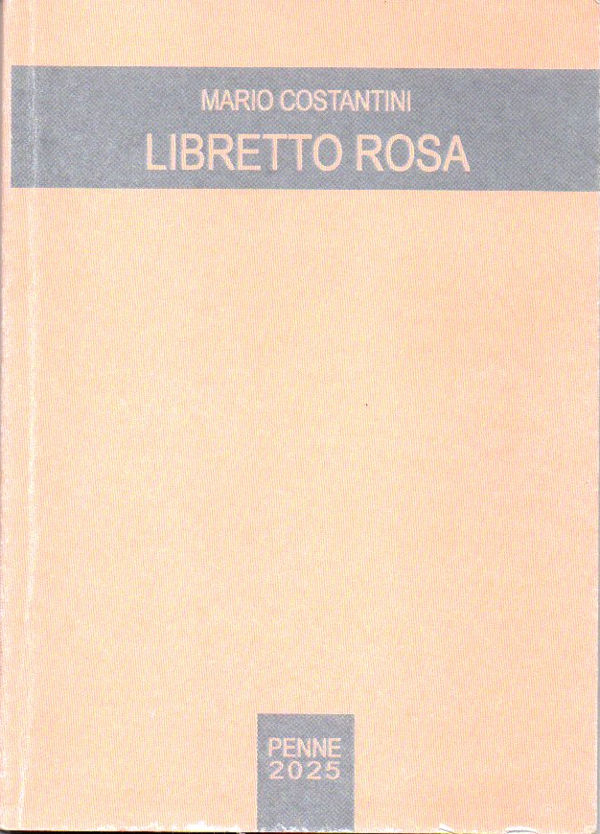 MARIO COSTANTINI
LIBRETTO ROSA
PENNE
2025